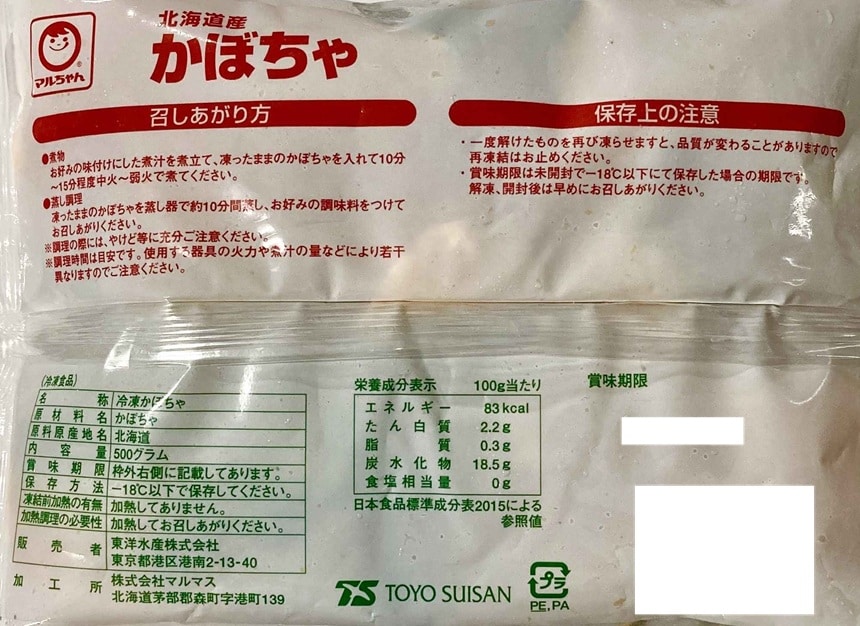 マルちゃん®
北海道産
かぼちゃ
召しあがり方
●煮物
お好みの味付けにした煮汁を煮立て、凍ったままのかぼちゃを入れて10分
～15分程度中火～弱火で煮てください。
●蒸し調理
凍ったままのかぼちゃを蒸し器で約10分間蒸し、お好みの調味料をつけて
お召しあがりください。
※調理の際には、やけど等に充分ご注意ください。
※調理時間は目安です。使用する器具の火力や煮汁の量などにより若干
異なりますのでご注意ください。
保存上の注意
・一度解けたものを再び凍らせますと、品質が変わることがありますので
再凍結はお止めください。
・賞味期限は未開封で－18℃以下にて保存した場合の期限です。
解凍、開封後は早めにお召しあがりください。
(冷凍食品)
名称 冷凍かぼちゃ
原材料名 かぼちゃ
原料原産地名 北海道
内容量 500グラム
賞味期限 枠外右側に記載してあります。
保存方法 －18℃以下で保存してください。
凍結前加熱の有無 加熱してありません。
加熱調理の必要性 加熱してお召しあがりください。
販売者 東洋水産株式会社
東京都港区港南2-13-40
加工所 株式会社マルマス
北海道茅部郡森町字港町139
栄養成分表示 100g当たり
エネルギー 83kcal
たん白質 2.2g
脂質 0.3g
炭水化物 18.5g
食塩相当量 0g
日本食品標準成分表2015による
参照値
TS TOYO SUISAN
プラ
PE,PA
賞味期限